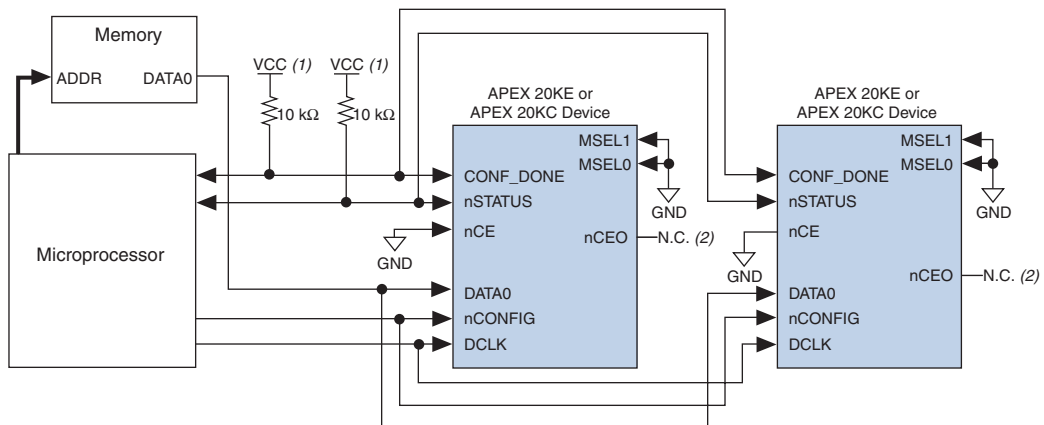 Memory
ADDR
DATA0
VCC (1)
VCC (1)
10 kΩ
10 kΩ
Microprocessor
APEX 20KE or
APEX 20KC Device
MSEL1
MSEL0
CONF_DONE
nSTATUS
nCE
GND
GND
nCEO
N.C. (2)
DATA0
nCONFIG
DCLK
APEX 20KE or
APEX 20KC Device
MSEL1
MSEL0
CONF_DONE
nSTATUS
GND
nCE
GND
nCEO
N.C. (2)
DATA0
nCONFIG
DCLK